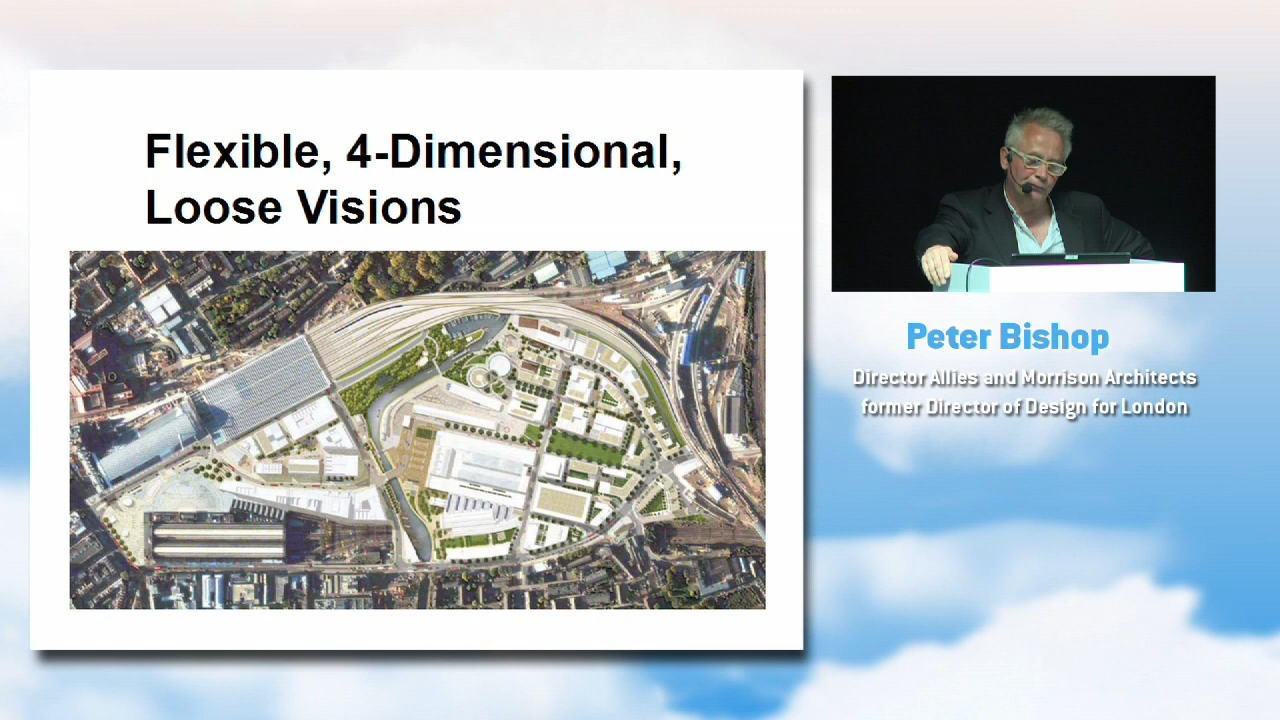 Flexible, 4-Dimensional,
Loose Visions
Peter Bishop
Director Allies and Morrison Architects
former Director of Design for London